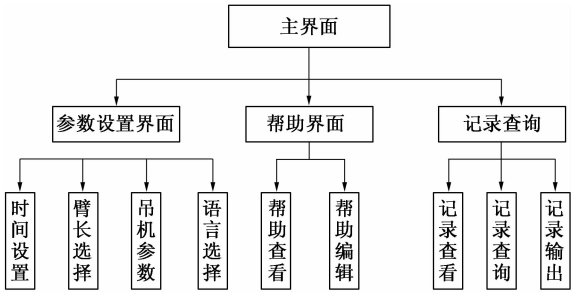 主界面
参数设置界面
帮助界面
记录查询
时间设置
臂长选择
吊机参数
语言选择
帮助查看
帮助编辑
记录查看
记录查询
记录输出